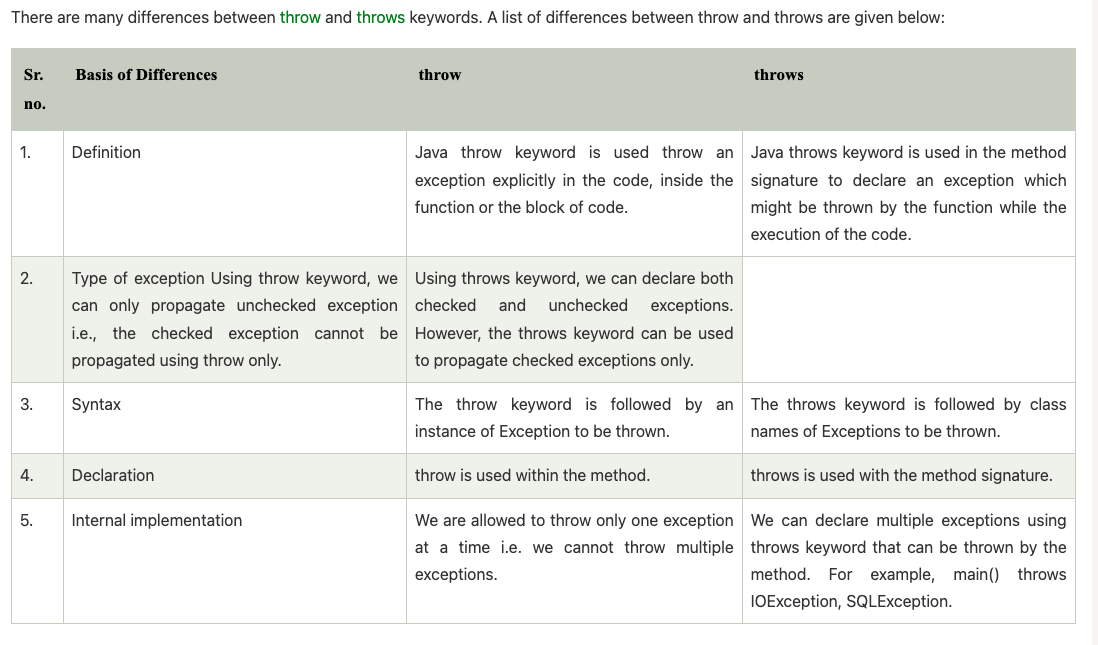 There are many differences between throw and throws keywords. A list of differences between throw and throws are given below:
Sr. no.
Basis of Differences
throw
throws
1.
Definition
Java throw keyword is used throw an
exception explicitly in the code, inside the
function or the block of code.
Java throws keyword is used in the method
signature to declare an exception which
might be thrown by the function while the
execution of the code.
2.
Type of exception Using throw keyword, we
can only propagate unchecked exception
i.e., the checked exception cannot be
propagated using throw only.
Using throws keyword, we can declare both
checked and unchecked exceptions.
However, the throws keyword can be used
to propagate checked exceptions only.
3.
Syntax
The throw keyword is followed by an
instance of Exception to be thrown.
The throws keyword is followed by class
names of Exceptions to be thrown.
4.
Declaration
throw is used within the method.
throws is used with the method signature.
5.
Internal implementation
We are allowed to throw only one exception
at a time i.e. we cannot throw multiple
exceptions.
We can declare multiple exceptions using
throws keyword that can be thrown by the
method. For example, main() throws
IOException, SQLException.